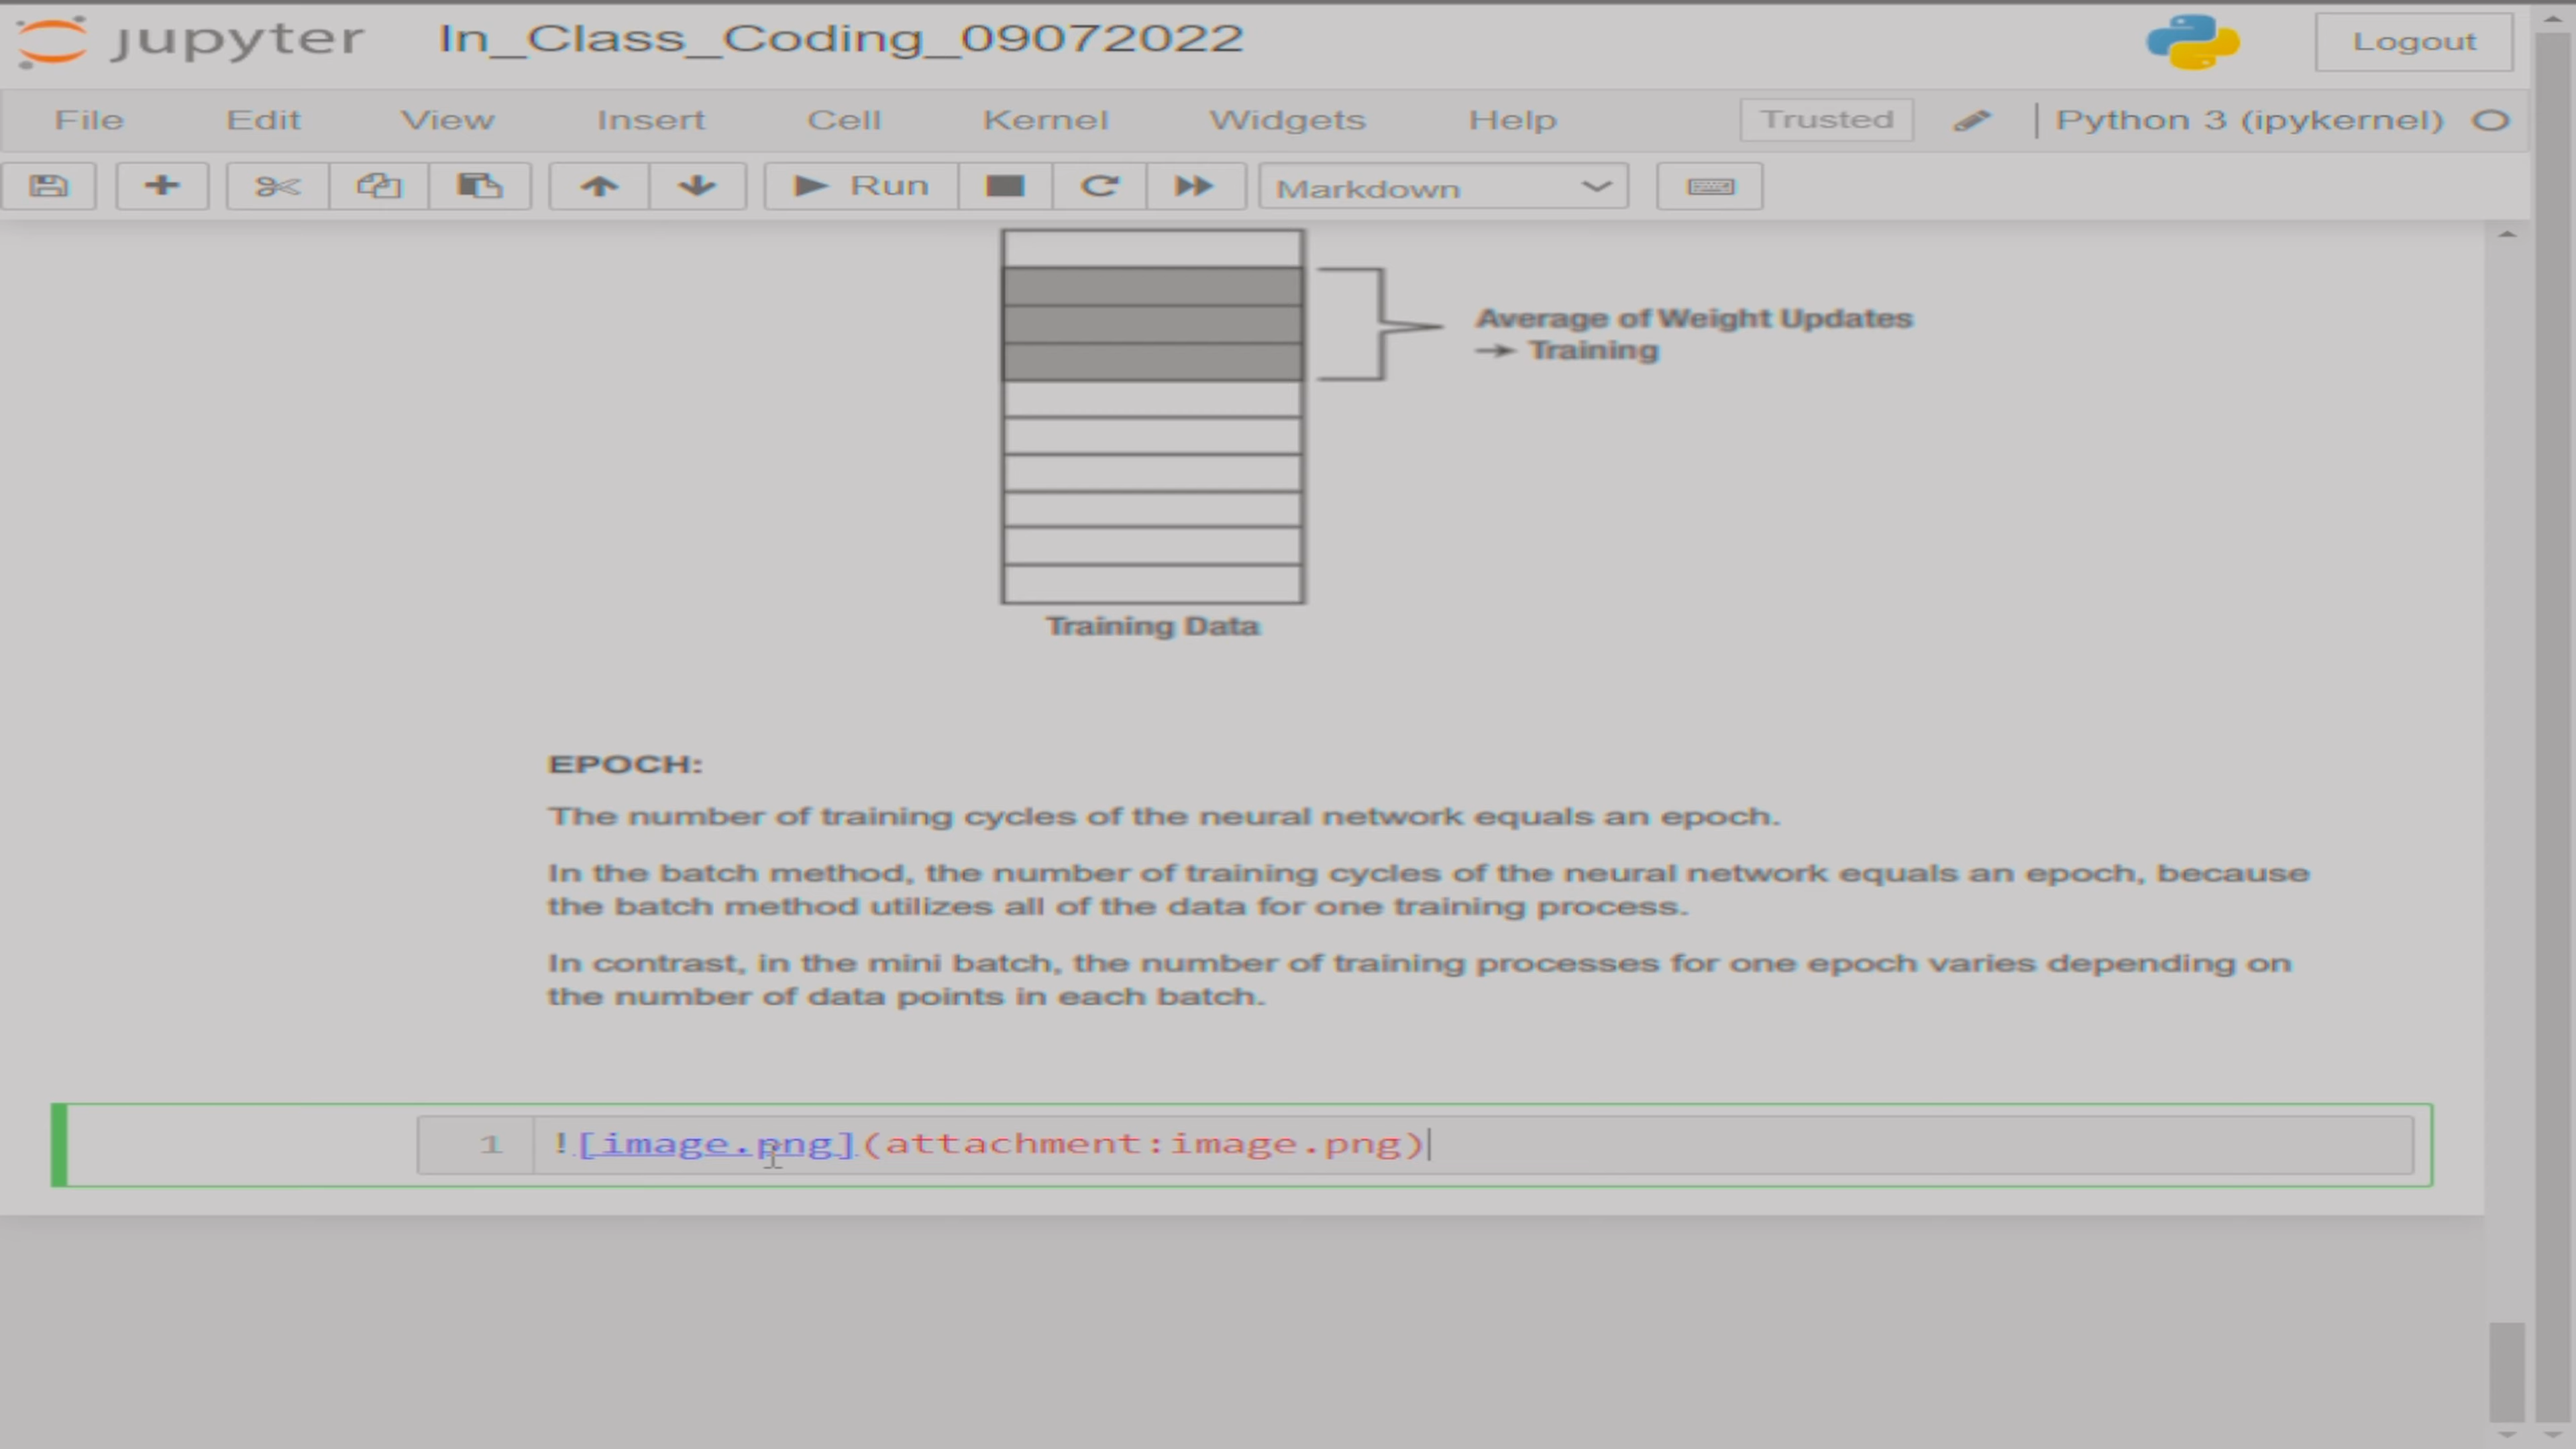 jupyter In_Class_Coding_09072022 Logout
File Edit View Insert Cell Kernel Widgets Help Trusted Python 3 (ipykernel)
Run Markdown
Average of Weight Updates
→ Training
Training Data
EPOCH:
The number of training cycles of the neural network equals an epoch.
In the batch method, the number of training cycles of the neural network equals an epoch, because
the batch method utilizes all of the data for one training process.
In contrast, in the mini batch, the number of training processes for one epoch varies depending on
the number of data points in each batch.
1 ![image.png](attachment:image.png)